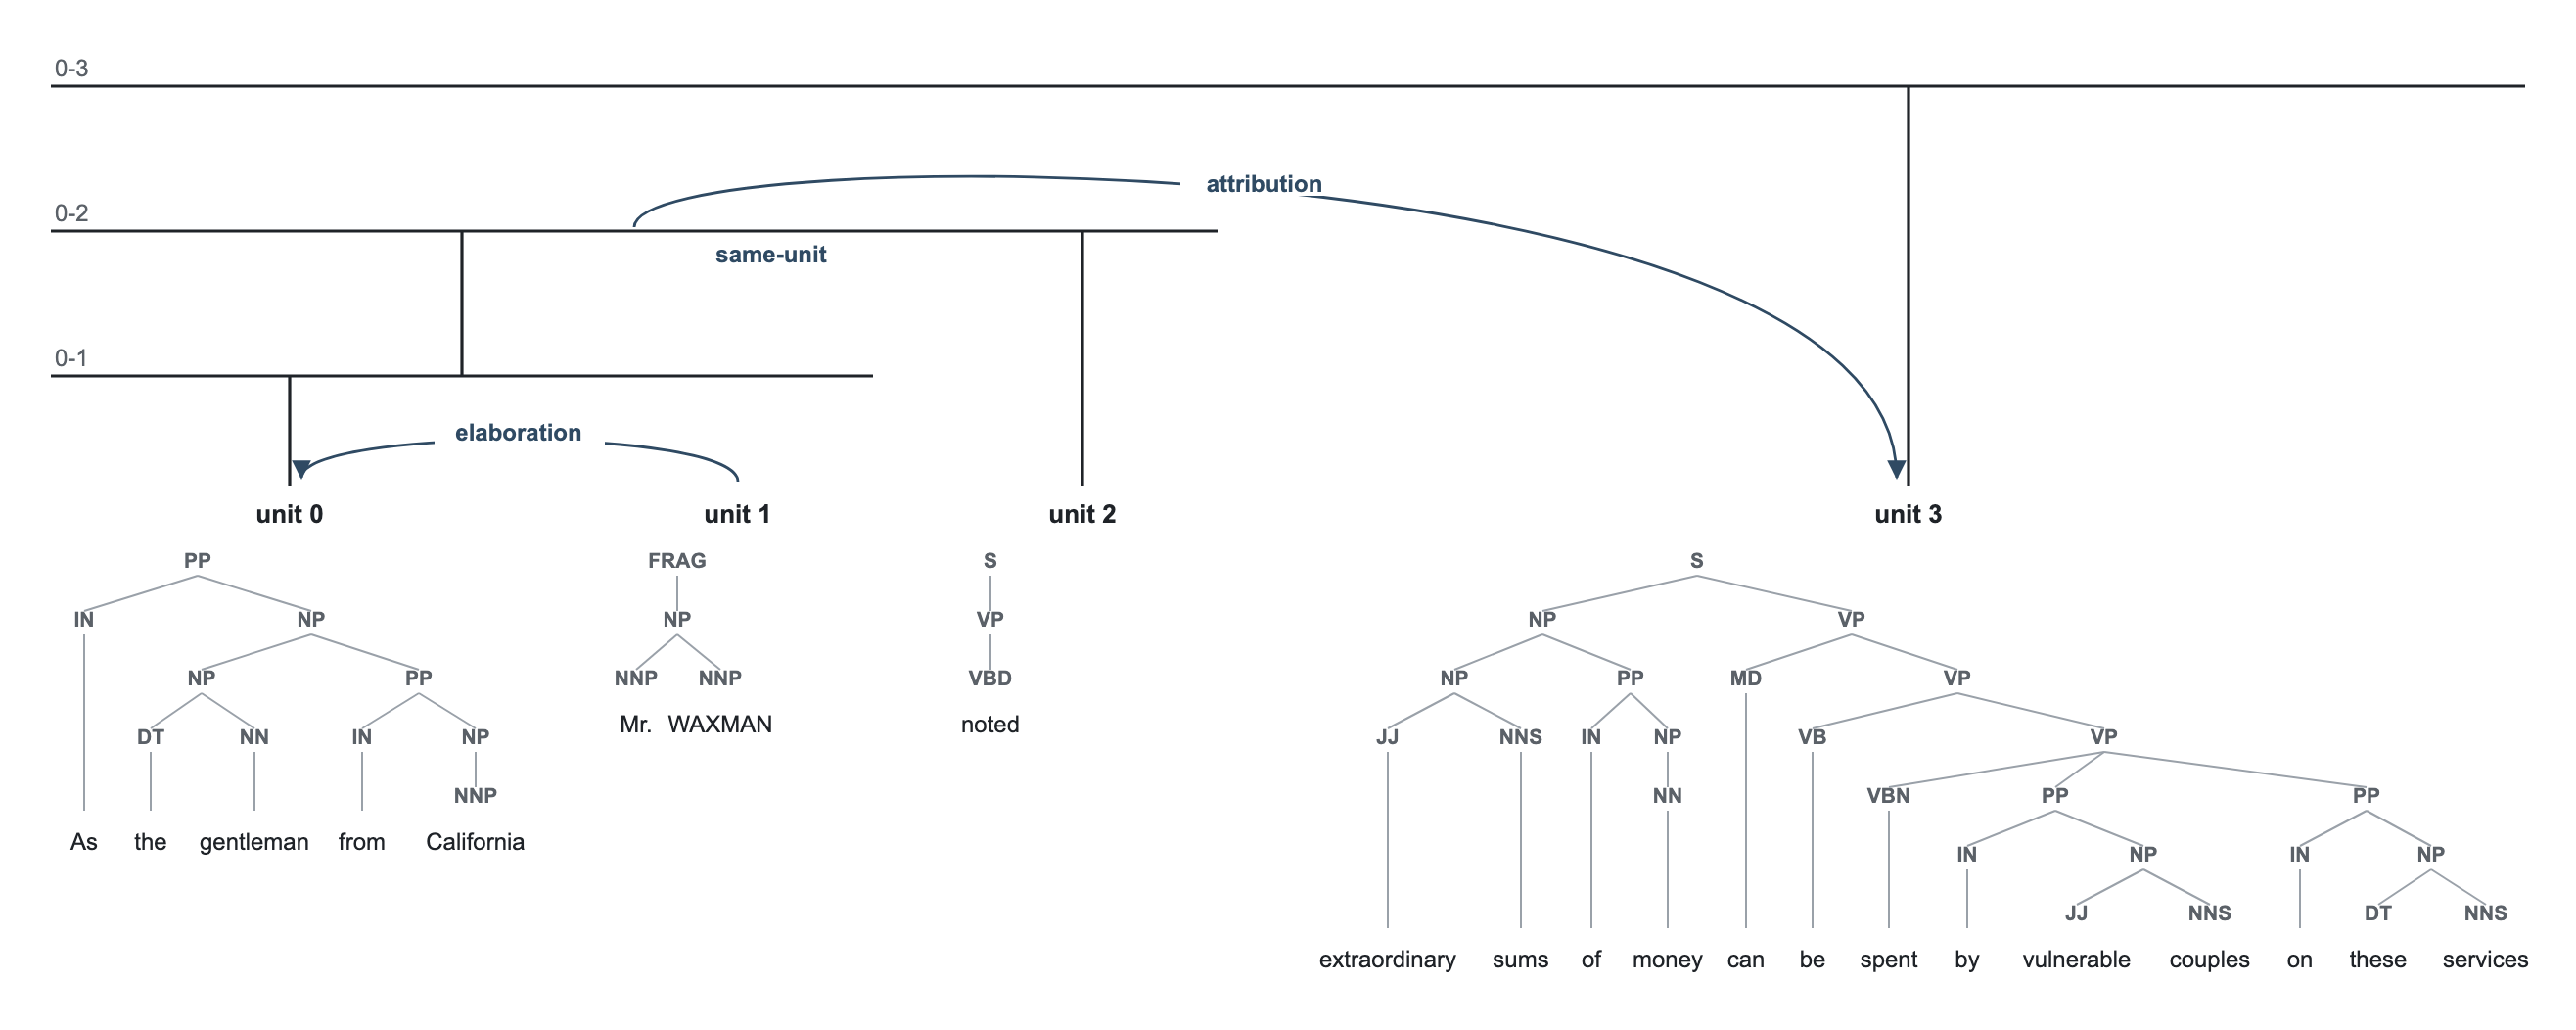 0-3
attribution
0-2
same-unit
0-1
elaboration
unit 0 unit 1 unit 2 unit 3
PP FRAG S S
IN NP NP VP NP VP
NP PP NNP NNP VBD NP PP MD VP
Mr. WAXMAN noted
DT NN IN NP JJ NNS IN NP VB VP
NNP NN VBN PP PP
As the gentleman from California
IN NP IN NP
JJ NNS DT NNS
extraordinary sums of money can be spent by vulnerable couples on these services